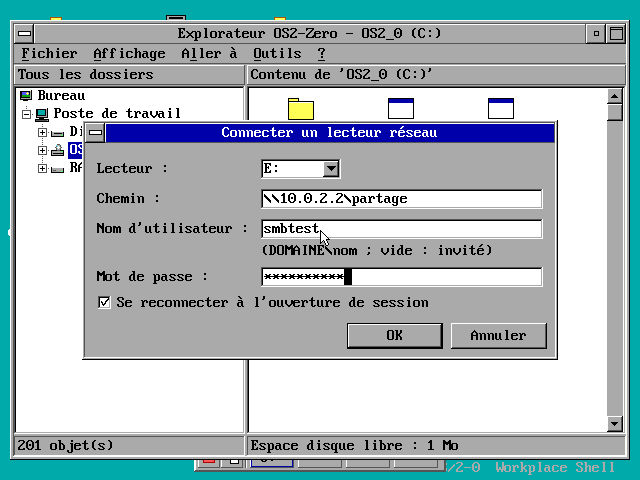 Explorateur OS2-Zero - OS2_0 (C:)
Fichier Affichage Aller à Outils ?
Tous les dossiers
Contenu de 'OS2_0 (C:)'
Bureau
Poste de travail
Connecter un lecteur réseau
Lecteur : E:
Chemin : \\10.0.2.2\partage
Nom d'utilisateur : smbtest
(DOMAINE\nom ; vide : invité)
Mot de passe : **********
Se reconnecter à l'ouverture de session
OK Annuler
201 objet(s)
Espace disque libre : 1 Mo
/2-0 Workplace Shell